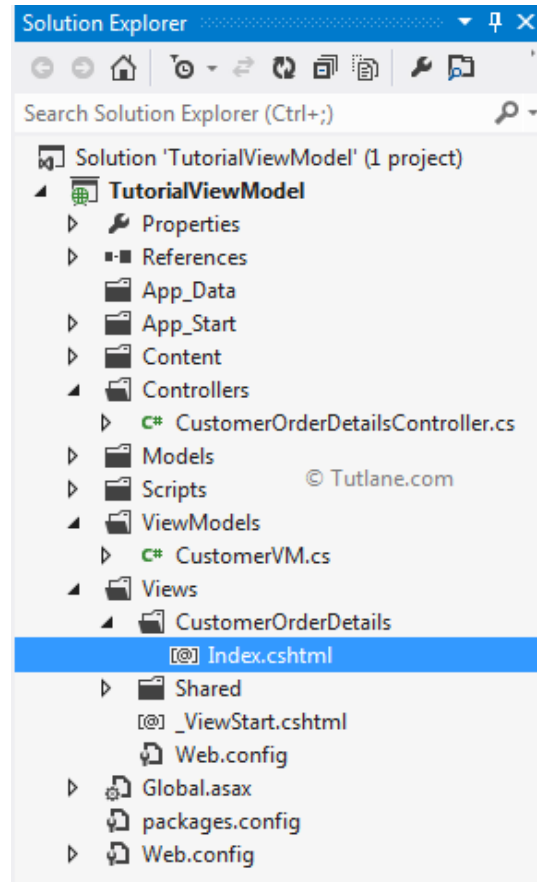 Solution Explorer
Search Solution Explorer (Ctrl+;)
Solution 'TutorialViewModel' (1 project)
TutorialViewModel
Properties
References
App_Data
App_Start
Content
Controllers
C# CustomerOrderDetailsController.cs
Models
Scripts
© Tutlane.com
ViewModels
C# CustomerVM.cs
Views
CustomerOrderDetails
[@] Index.cshtml
Shared
[@] _ViewStart.cshtml
Web.config
Global.asax
packages.config
Web.config